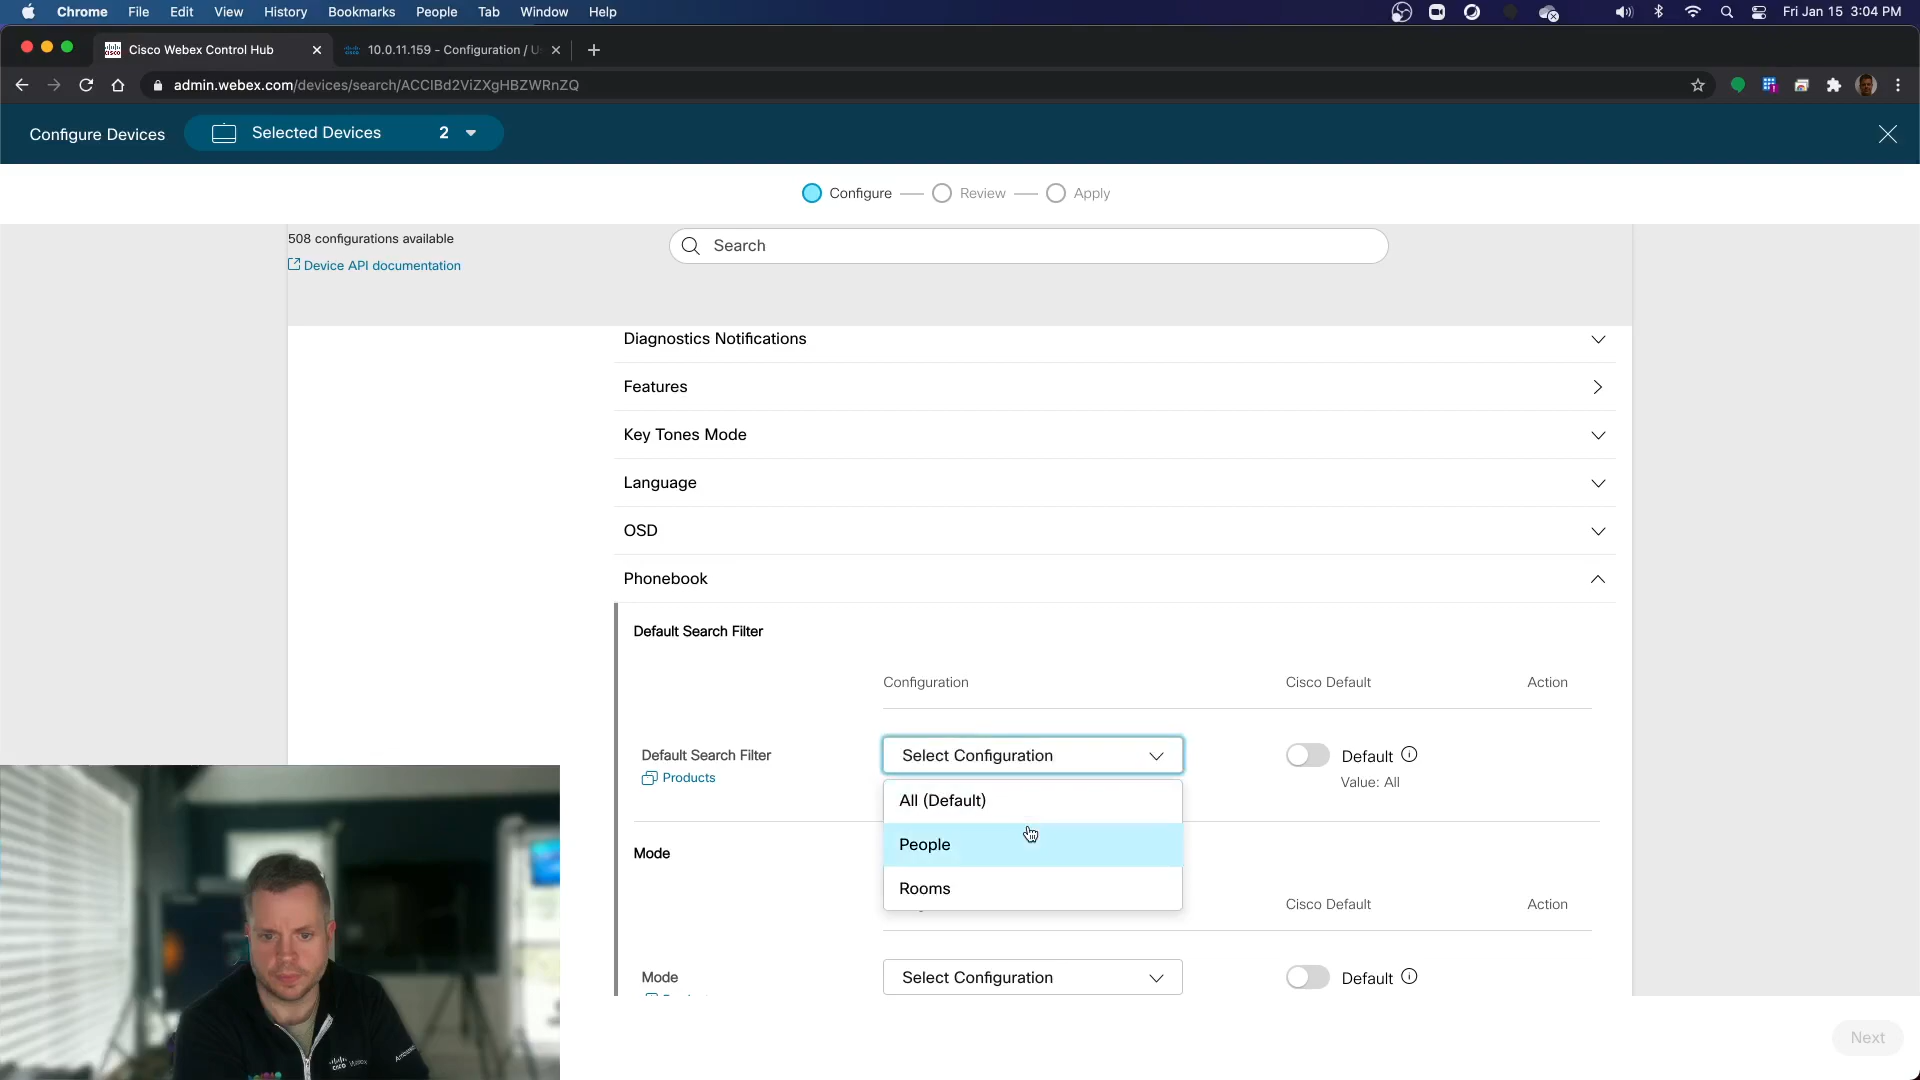 Chrome File Edit View History Bookmarks People Tab Window Help Fri Jan 15 3:04 PM
Cisco Webex Control Hub 10.0.11.159 - Configuration / U
admin.webex.com/devices/search/ACCIBd2ViZXgHBZWRnZQ
Configure Devices Selected Devices 2
Configure Review Apply
508 configurations available
Search
Device API documentation
Diagnostics Notifications
Features
Key Tones Mode
Language
OSD
Phonebook
Default Search Filter
Configuration Cisco Default Action
Default Search Filter Select Configuration Default
Products Value: All
All (Default)
People
Mode
Rooms
Cisco Default Action
Mode Select Configuration Default
Next
cisco Webex